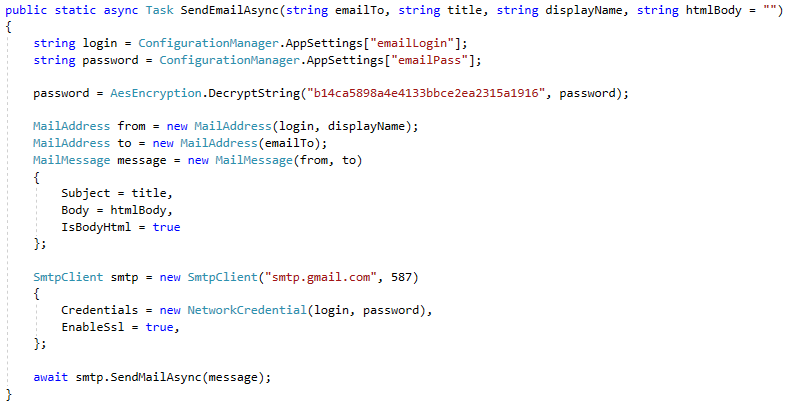 public static async Task SendEmailAsync(string emailTo, string title, string displayName, string htmlBody = "")
{
    string login = ConfigurationManager.AppSettings["emailLogin"];
    string password = ConfigurationManager.AppSettings["emailPass"];

    password = AesEncryption.DecryptString("b14ca5898a4e4133bbce2ea2315a1916", password);

    MailAddress from = new MailAddress(login, displayName);
    MailAddress to = new MailAddress(emailTo);
    MailMessage message = new MailMessage(from, to)
    {
        Subject = title,
        Body = htmlBody,
        IsBodyHtml = true
    };

    SmtpClient smtp = new SmtpClient("smtp.gmail.com", 587)
    {
        Credentials = new NetworkCredential(login, password),
        EnableSsl = true,
    };

    await smtp.SendMailAsync(message);
}